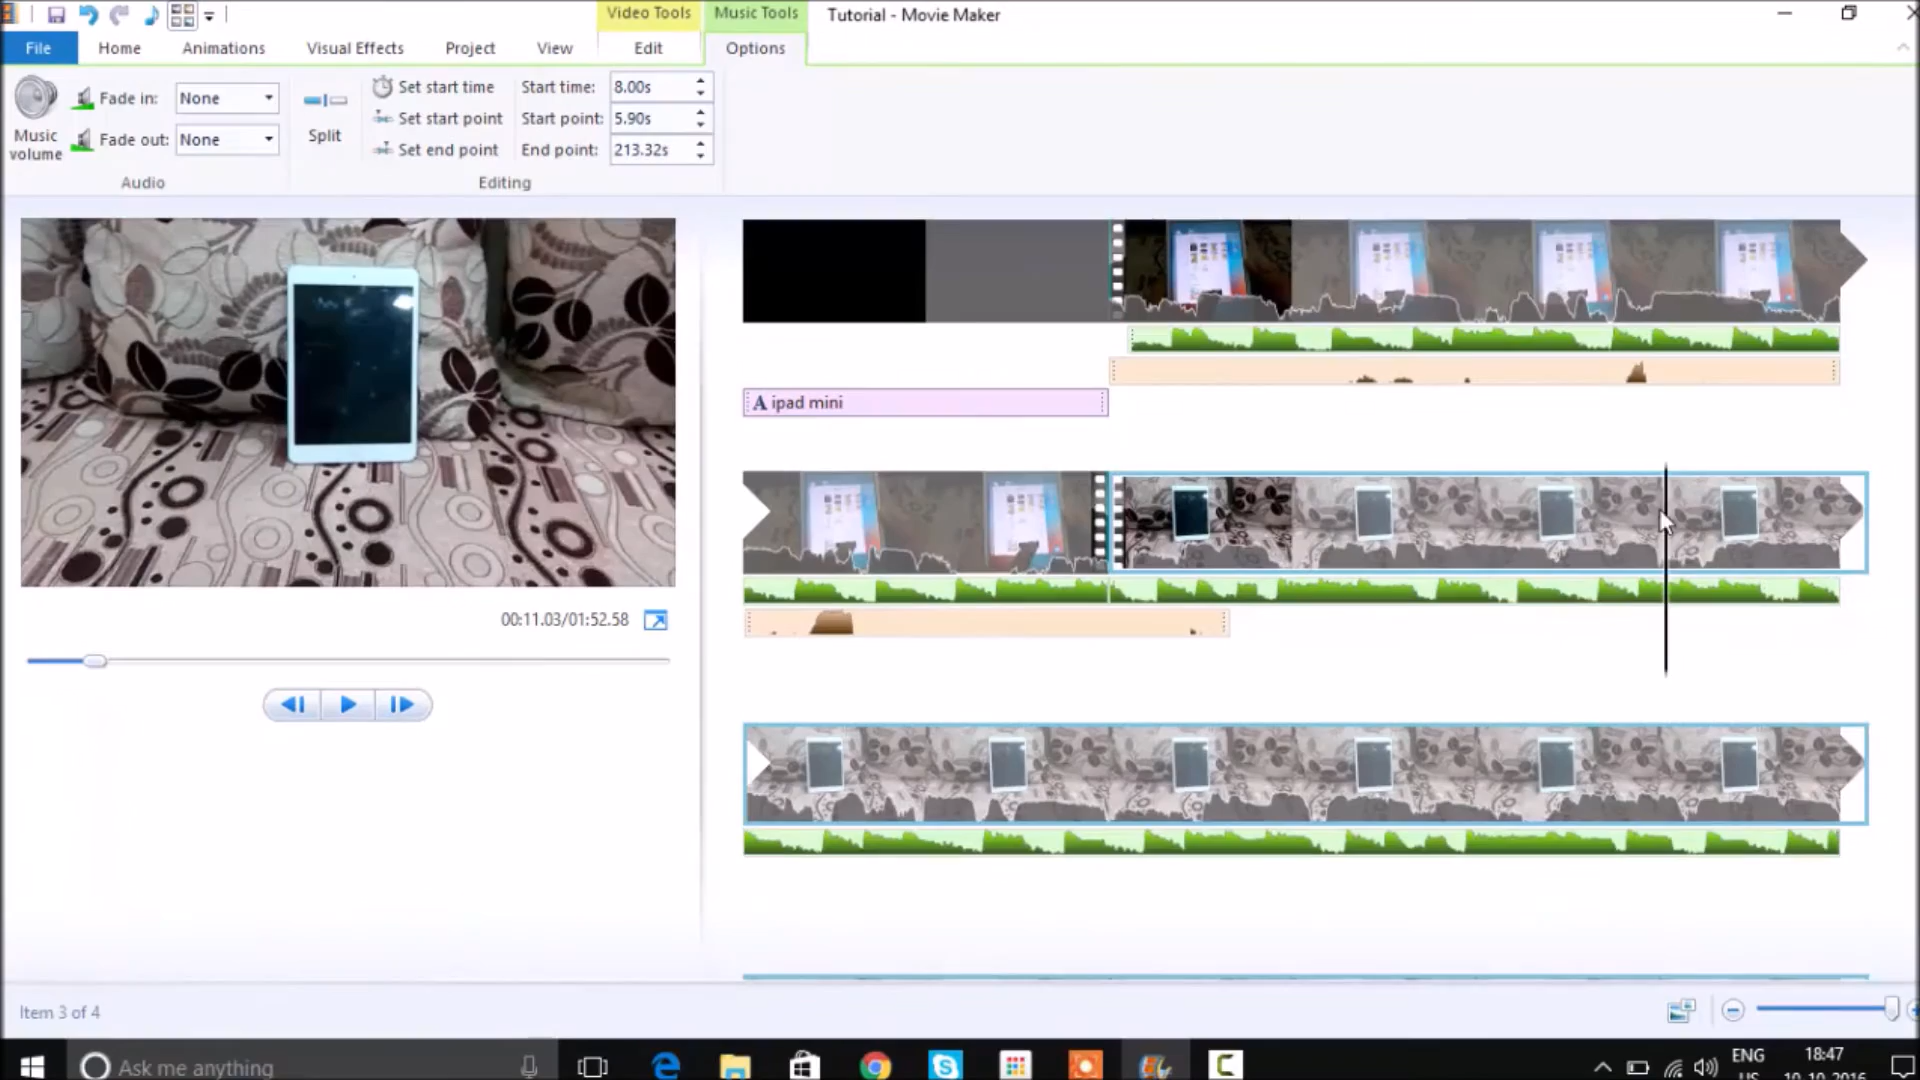 Video Tools
Music Tools
Tutorial - Movie Maker
File
Home
Animations
Visual Effects
Project
View
Edit
Options
Music volume
Fade in:
None
Fade out:
None
Audio
Split
Set start time
Set start point
Set end point
Start time:
8.00s
Start point:
5.90s
End point:
213.32s
Editing
A ipad mini
00:11.03/01:52.58
Item 3 of 4
Ask me anything
ENG
18:47
10-10-2016